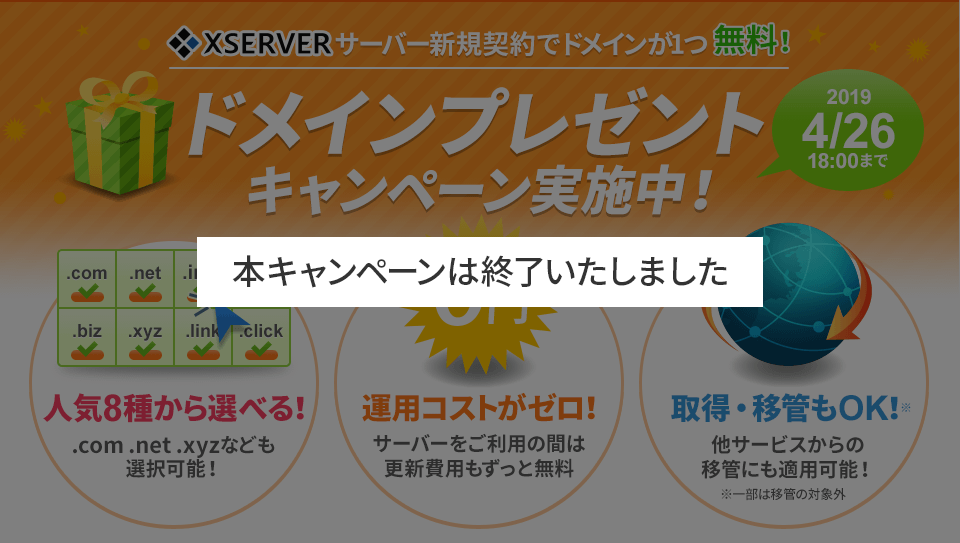 XSERVER サーバー新規契約でドメインが1つ 無料!
ドメインプレゼント
キャンペーン実施中!
2019
4/26
18:00まで
本キャンペーンは終了いたしました
.com .net
.biz .xyz .link .click
人気8種から選べる!
.com .net .xyzなども
選択可能!
運用コストがゼロ!
サーバーをご利用の間は
更新費用もずっと無料
取得・移管もOK!※
他サービスからの
移管にも適用可能!
※一部は移管の対象外